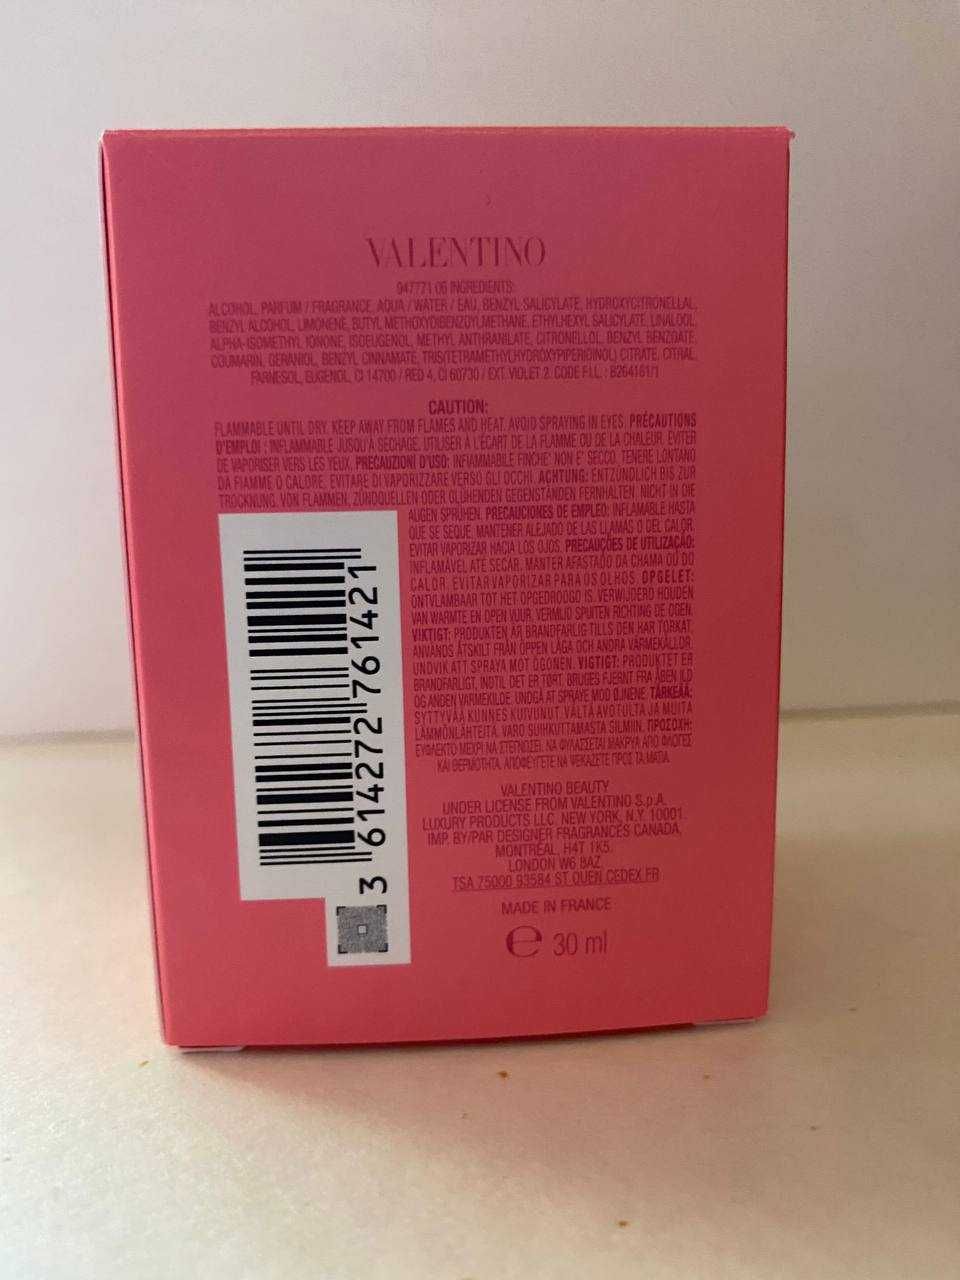 VALENTINO
947771 06 INGREDIENTS:
ALCOHOL, PARFUM / FRAGRANCE, AQUA / WATER / EAU, BENZYL SALICYLATE, HYDROXYCITRONELLAL,
BENZYL ALCOHOL, LIMONENE, BUTYL METHOXYDIBENZOYLMETHANE, ETHYLHEXYL SALICYLATE, LINALOOL,
ALPHA-ISOMETHYL IONONE, ISOEUGENOL, METHYL ANTHRANILATE, CITRONELLOL, BENZYL BENZOATE,
COUMARIN, GERANIOL, BENZYL CINNAMATE, TRIS(TETRAMETHYLHYDROXYPIPERIDINOL) CITRATE, CITRAL,
FARNESOL, EUGENOL, CI 14700 / RED 4, CI 60730 / EXT. VIOLET 2. CODE F.I.L. : B264161/1
CAUTION:
FLAMMABLE UNTIL DRY. KEEP AWAY FROM FLAMES AND HEAT. AVOID SPRAYING IN EYES. PRÉCAUTIONS
D'EMPLOI : INFLAMMABLE JUSQU'À SECHAGE. UTILISER À L'ÉCART DE LA FLAMME OU DE LA CHALEUR. EVITER
DE VAPORISER VERS LES YEUX. PRECAUZIONI D'USO: INFIAMMABILE FINCHE' NON E' SECCO. TENERE LONTANO
DA FIAMME O CALORE. EVITARE DI VAPORIZZARE VERSO GLI OCCHI. ACHTUNG: ENTZÜNDLICH BIS ZUR
TROCKNUNG. VON FLAMMEN, ZÜNDQUELLEN ODER GLÜHENDEN GEGENSTÄNDEN FERNHALTEN. NICHT IN DIE
AUGEN SPRÜHEN. PRECAUCIONES DE EMPLEO: INFLAMABLE HASTA
QUE SE SEQUE. MANTENER ALEJADO DE LAS LLAMAS O DEL CALOR.
EVITAR VAPORIZAR HACIA LOS OJOS. PRECAUÇÕES DE UTILIZAÇÃO:
INFLAMÁVEL ATÉ SECAR. MANTER AFASTADO DA CHAMA OU DO
CALOR. EVITAR VAPORIZAR PARA OS OLHOS. OPGELET:
ONTVLAMBAAR TOT HET OPGEDROOGD IS. VERWIJDERD HOUDEN
VAN WARMTE EN OPEN VUUR. VERMIJD SPUITEN RICHTING DE OGEN.
VIKTIGT: PRODUKTEN ÄR BRANDFARLIG TILLS DEN HAR TORKAT.
ANVÄNDS ÅTSKILT FRÅN ÖPPEN LÅGA OCH ANDRA VÄRMEKÄLLOR.
UNDVIK ATT SPRAYA MOT ÖGONEN. VIGTIGT: PRODUKTET ER
BRANDFARLIGT, INDTIL DET ER TØRT. BRUGES FJERNT FRA ÅBEN ILD
OG ANDEN VARMEKILDE. UNDGÅ AT SPRAYE MOD ØJNENE. TÄRKEÄÄ:
SYTTYVÄÄ KUNNES KUIVUNUT. VÄLTÄ AVOTULTA JA MUITA
LÄMMÖNLÄHTEITÄ. VARO SUIHKUTTAMASTA SILMIIN. ΠΡΟΣΟΧΗ:
ΕΥΦΛΕΚΤΟ ΜΕΧΡΙ ΝΑ ΣΤΕΓΝΩΣΕΙ. ΝΑ ΦΥΛΑΣΣΕΤΑΙ ΜΑΚΡΥΑ ΑΠΟ ΦΛΟΓΕΣ
ΚΑΙ ΘΕΡΜΟΤΗΤΑ. ΑΠΟΦΕΥΓΕΤΕ ΝΑ ΨΕΚΑΖΕΤΕ ΠΡΟΣ ΤΑ ΜΑΤΙΑ.
3 614272 761421
VALENTINO BEAUTY
UNDER LICENSE FROM VALENTINO S.p.A.
LUXURY PRODUCTS LLC, NEW YORK, N.Y. 10001.
IMP. BY/PAR DESIGNER FRAGRANCES CANADA,
MONTRÉAL, H4T 1K5.
LONDON W6 8AZ.
TSA 75000 93584 ST OUEN CEDEX FR
MADE IN FRANCE
℮ 30 ml